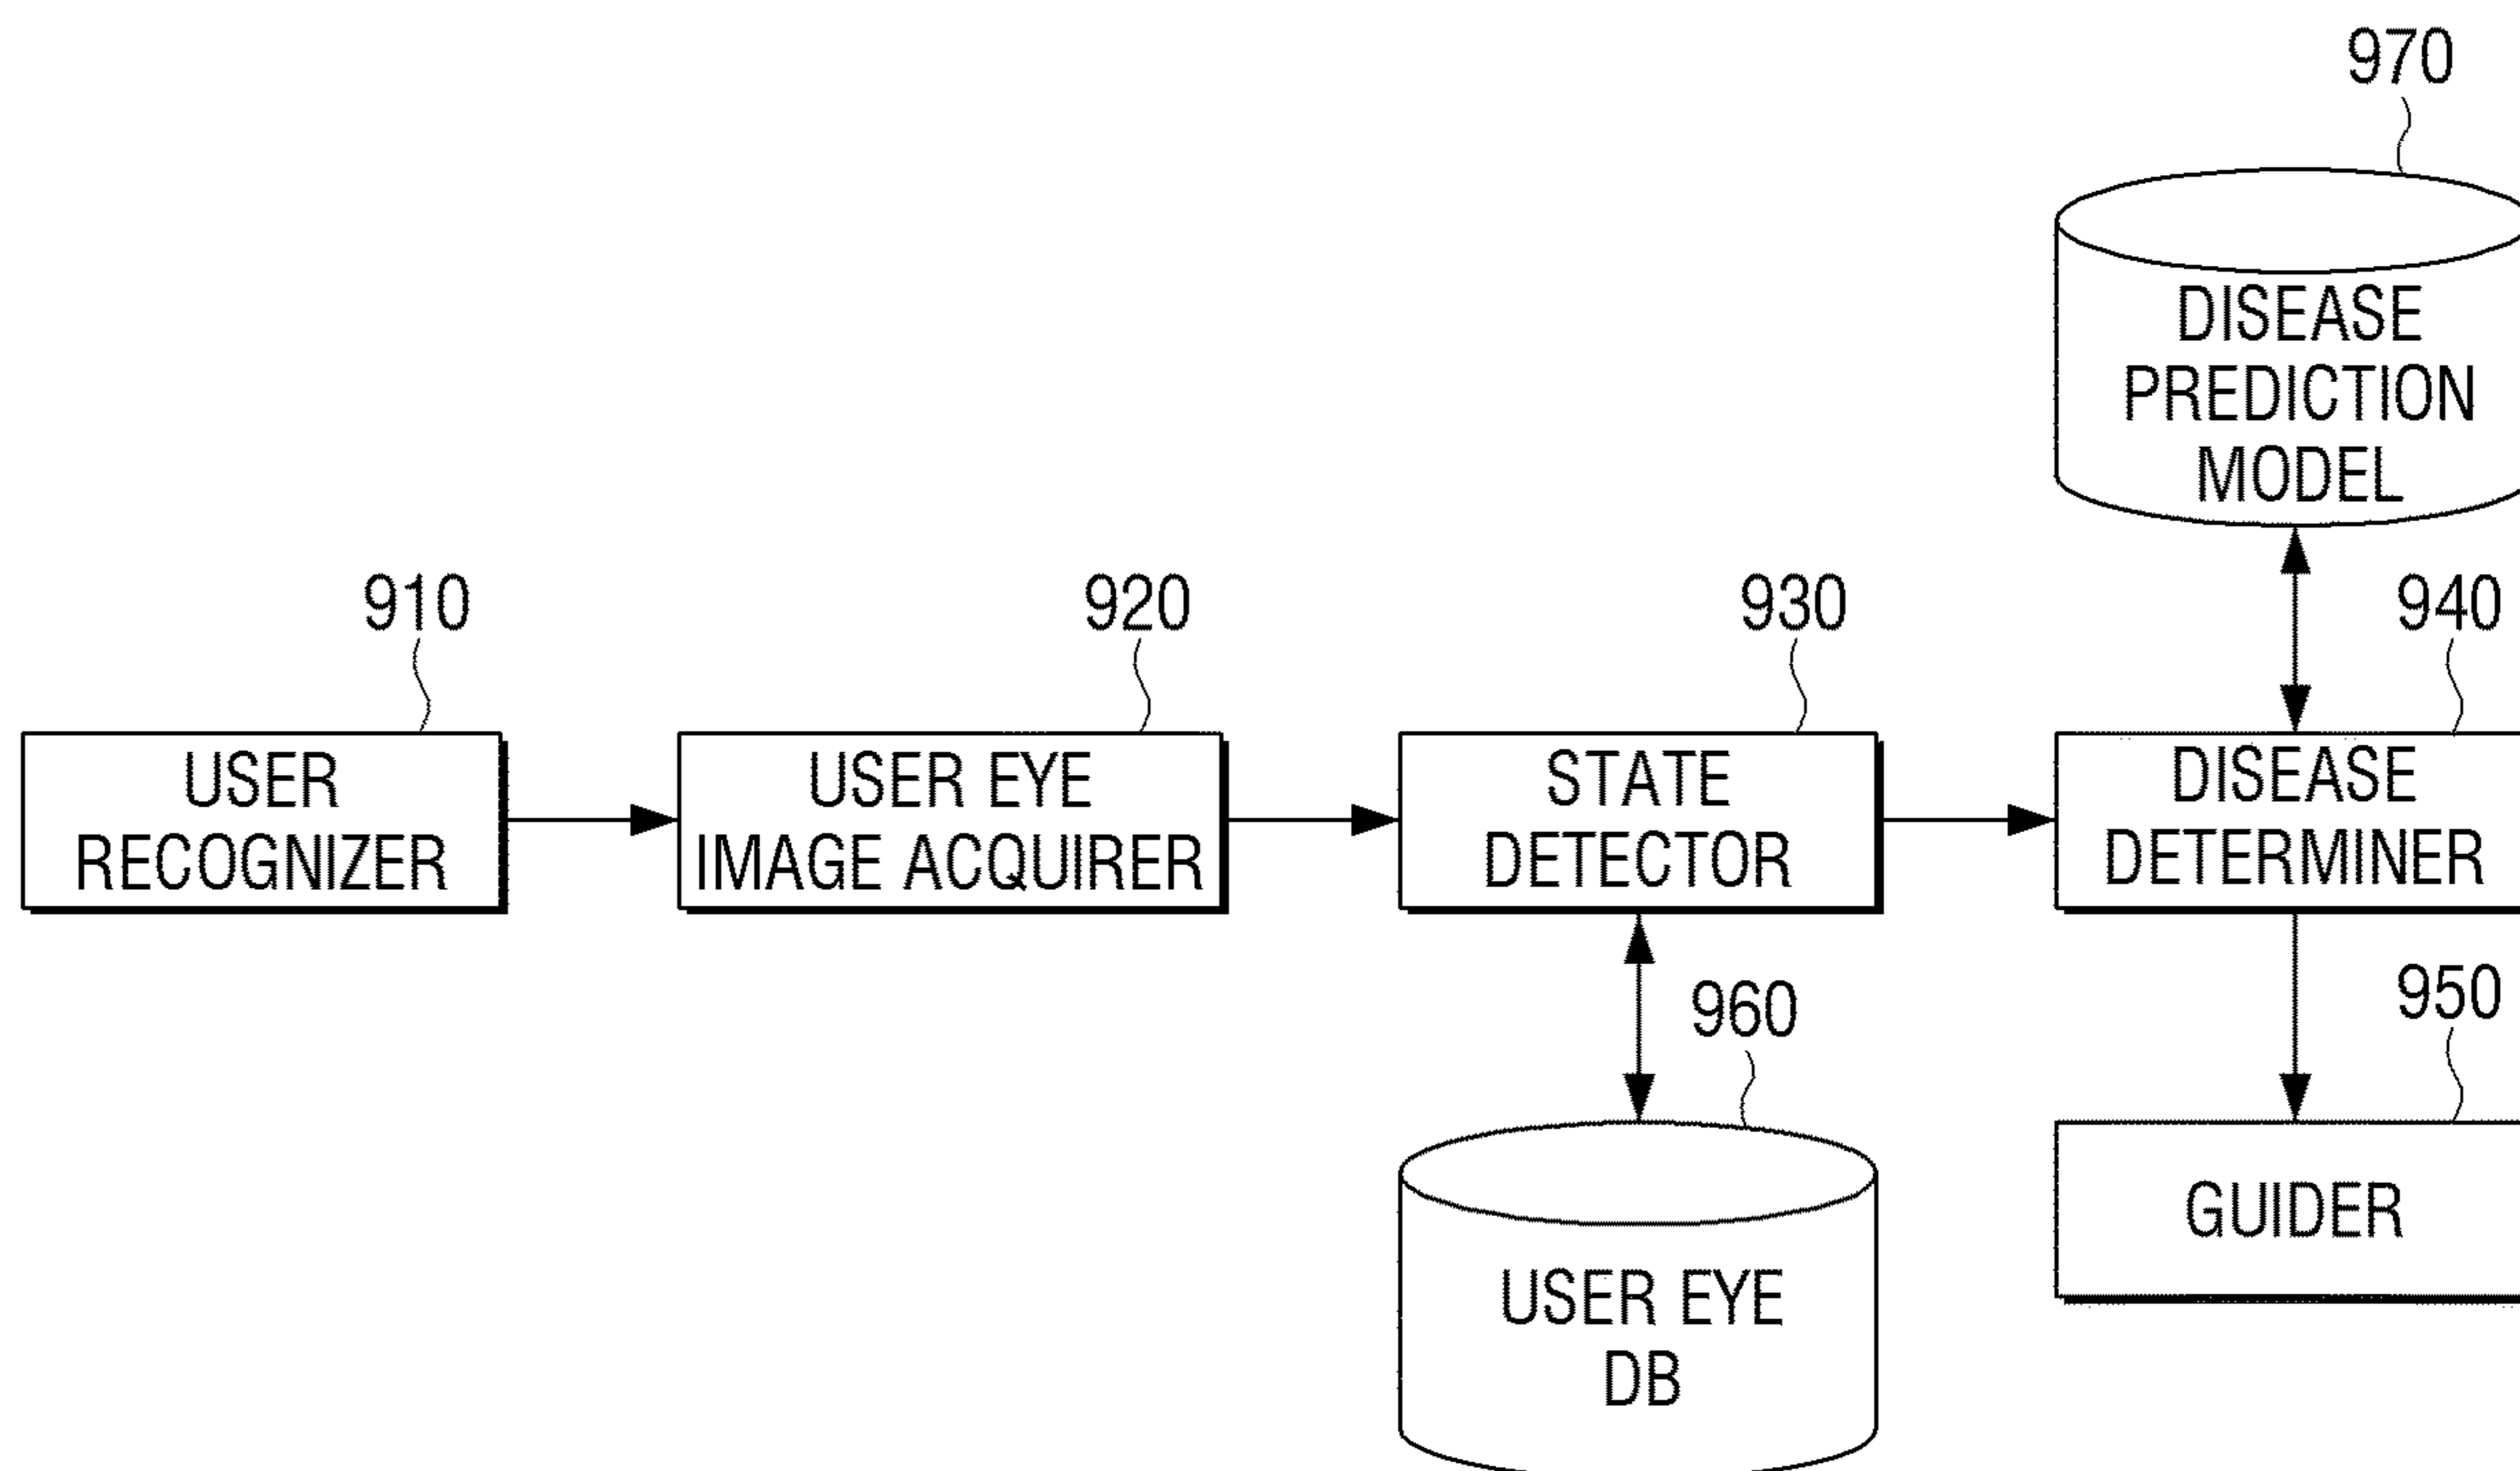 970
DISEASE
PREDICTION
MODEL
910
920
930
940
USER
RECOGNIZER
USER EYE
IMAGE ACQUIRER
STATE
DETECTOR
DISEASE
DETERMINER
960
950
USER EYE
DB
GUIDER